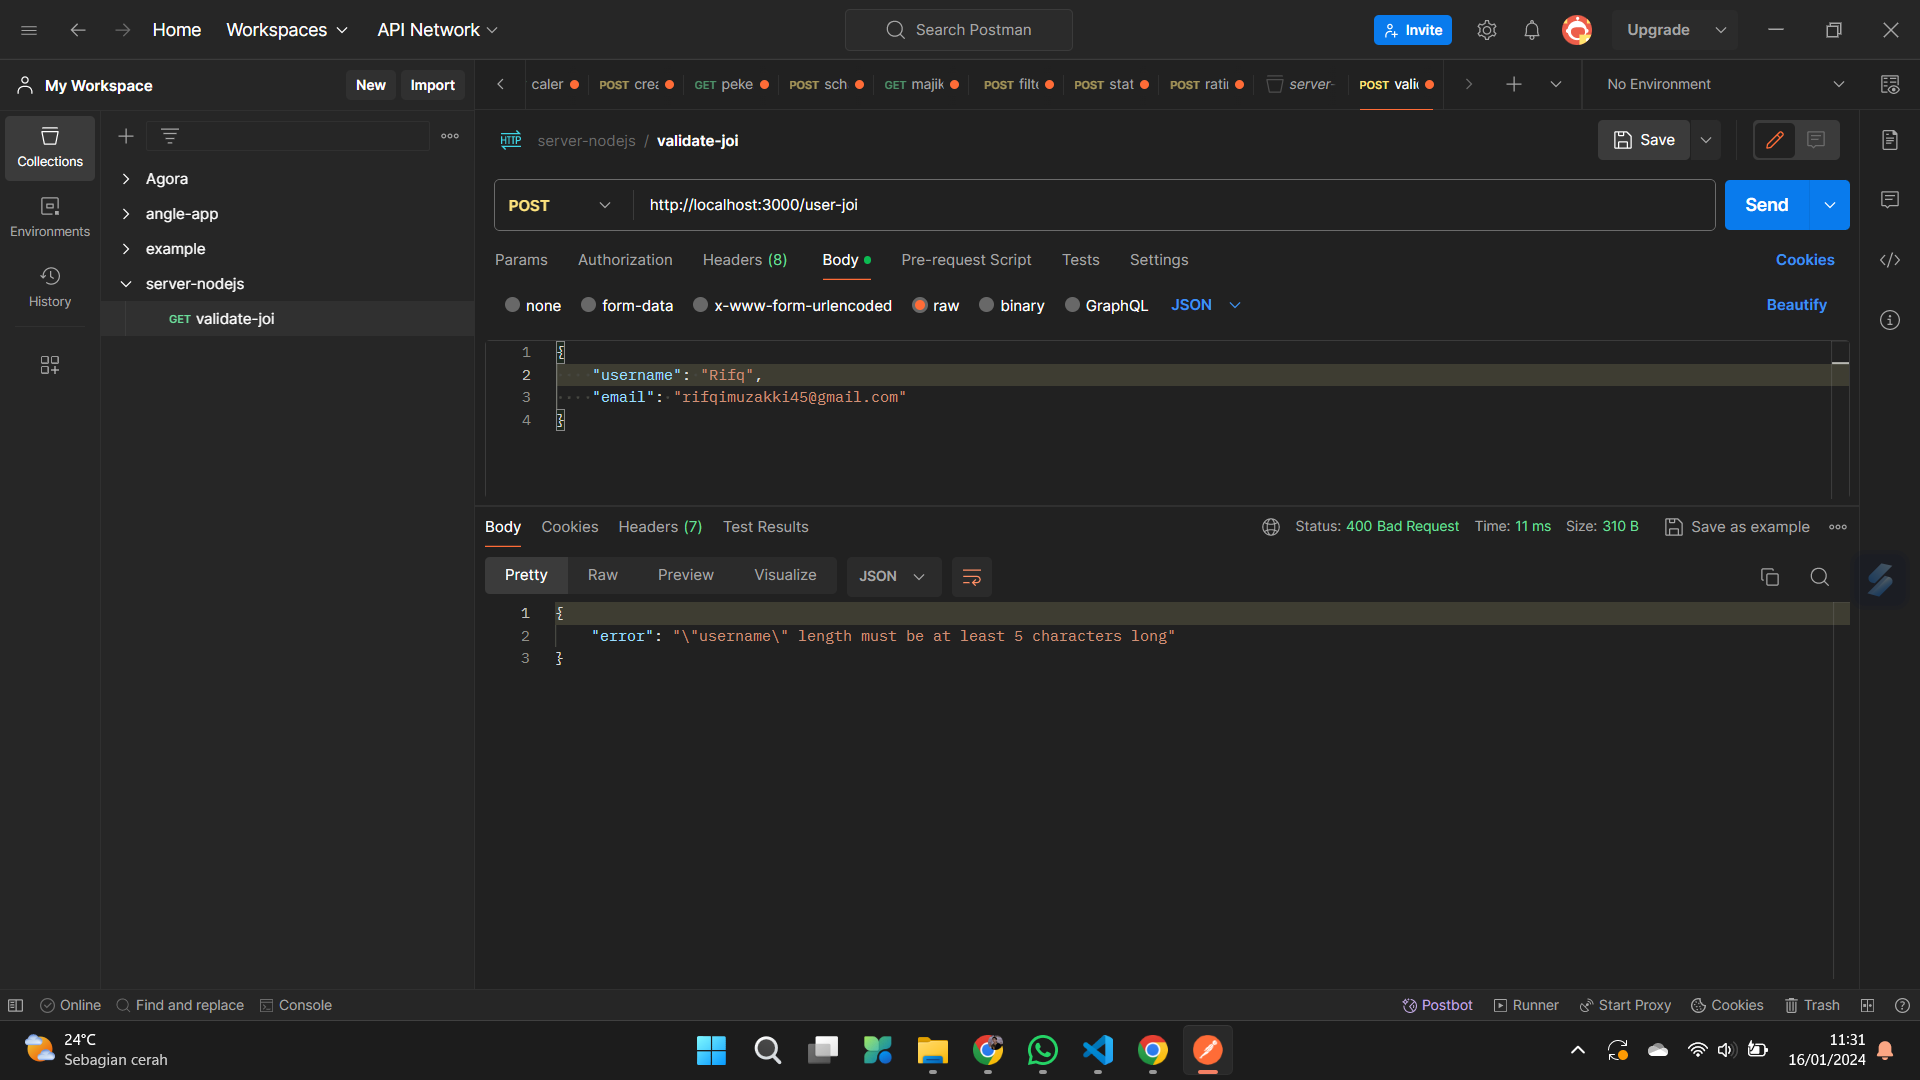 Home
Workspaces
API Network
Search Postman
Invite
Upgrade
My Workspace
New
Import
caler
POST crea
GET peke
POST sch
GET majik
POST filte
POST stat
POST ratin
server-
POST valid
No Environment
Collections
Environments
History
Agora
angle-app
example
server-nodejs
GET validate-joi
HTTP server-nodejs / validate-joi
Save
POST
http://localhost:3000/user-joi
Send
Params
Authorization
Headers (8)
Body
Pre-request Script
Tests
Settings
Cookies
none
form-data
x-www-form-urlencoded
raw
binary
GraphQL
JSON
Beautify
1 {
2 "username": "Rifq",
3 "email": "rifqimuzakki45@gmail.com"
4 }
Body
Cookies
Headers (7)
Test Results
Status: 400 Bad Request
Time: 11 ms
Size: 310 B
Save as example
Pretty
Raw
Preview
Visualize
JSON
1 {
2 "error": "\"username\" length must be at least 5 characters long"
3 }
Online
Find and replace
Console
Postbot
Runner
Start Proxy
Cookies
Trash
24°C
Sebagian cerah
11:31
16/01/2024